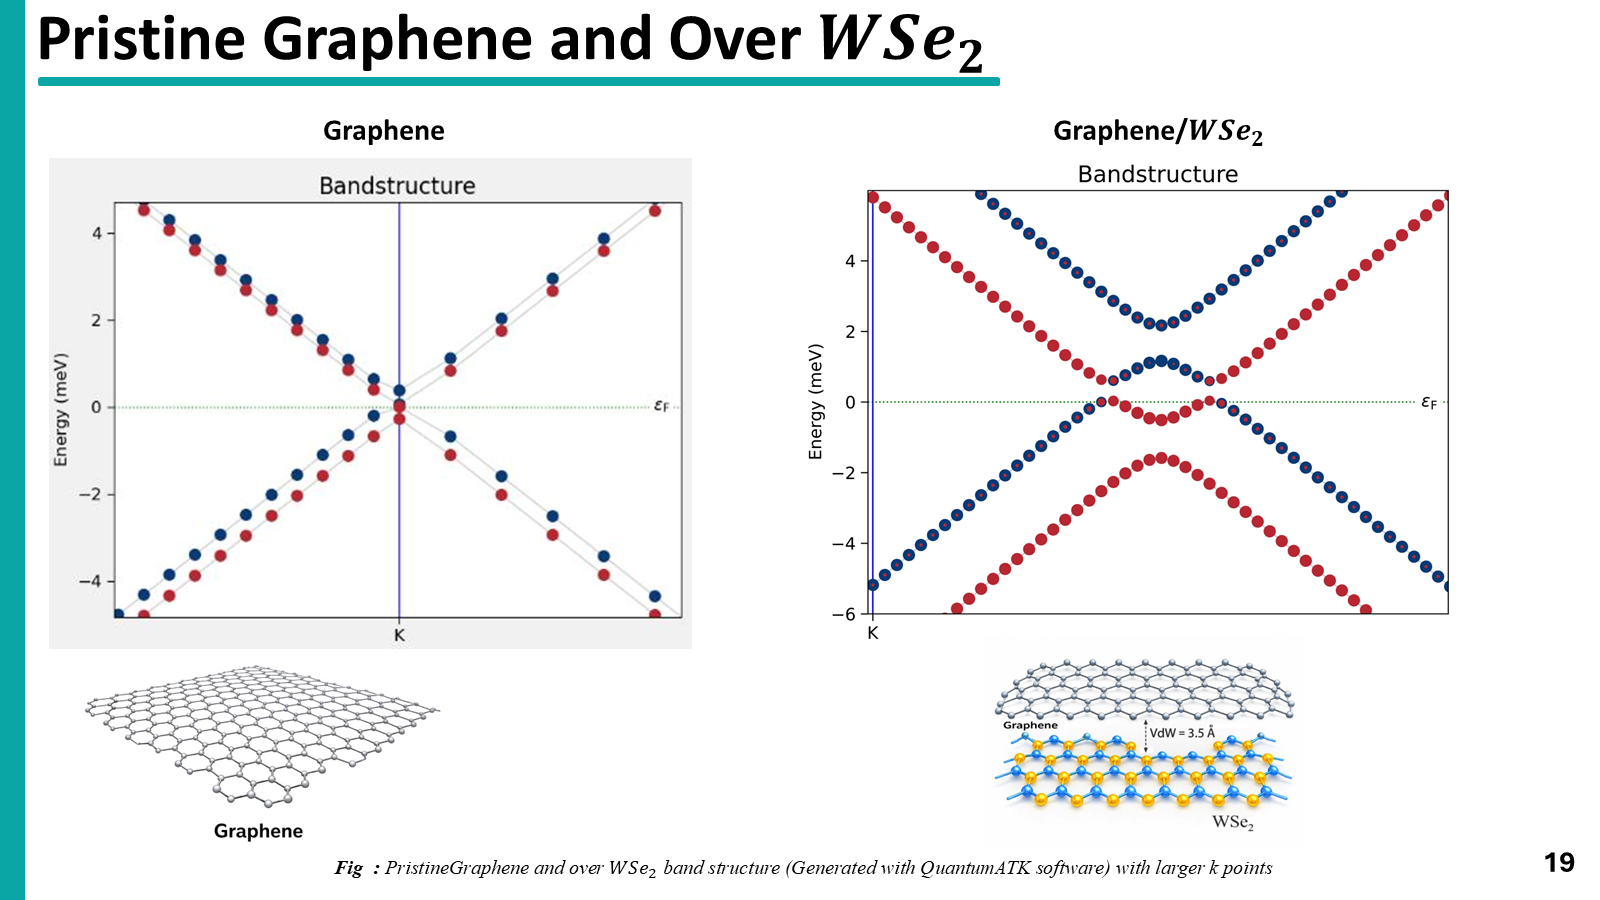 Pristine Graphene and Over WSe₂
Graphene
Bandstructure
Energy (meV)
4
2
0
−2
−4
εF
K
Graphene
Graphene/WSe₂
Bandstructure
Energy (meV)
4
2
0
−2
−4
−6
εF
K
Graphene
VdW = 3.5 Å
WSe₂
Fig : PristineGraphene and over WSe₂ band structure (Generated with QuantumATK software) with larger k points
19